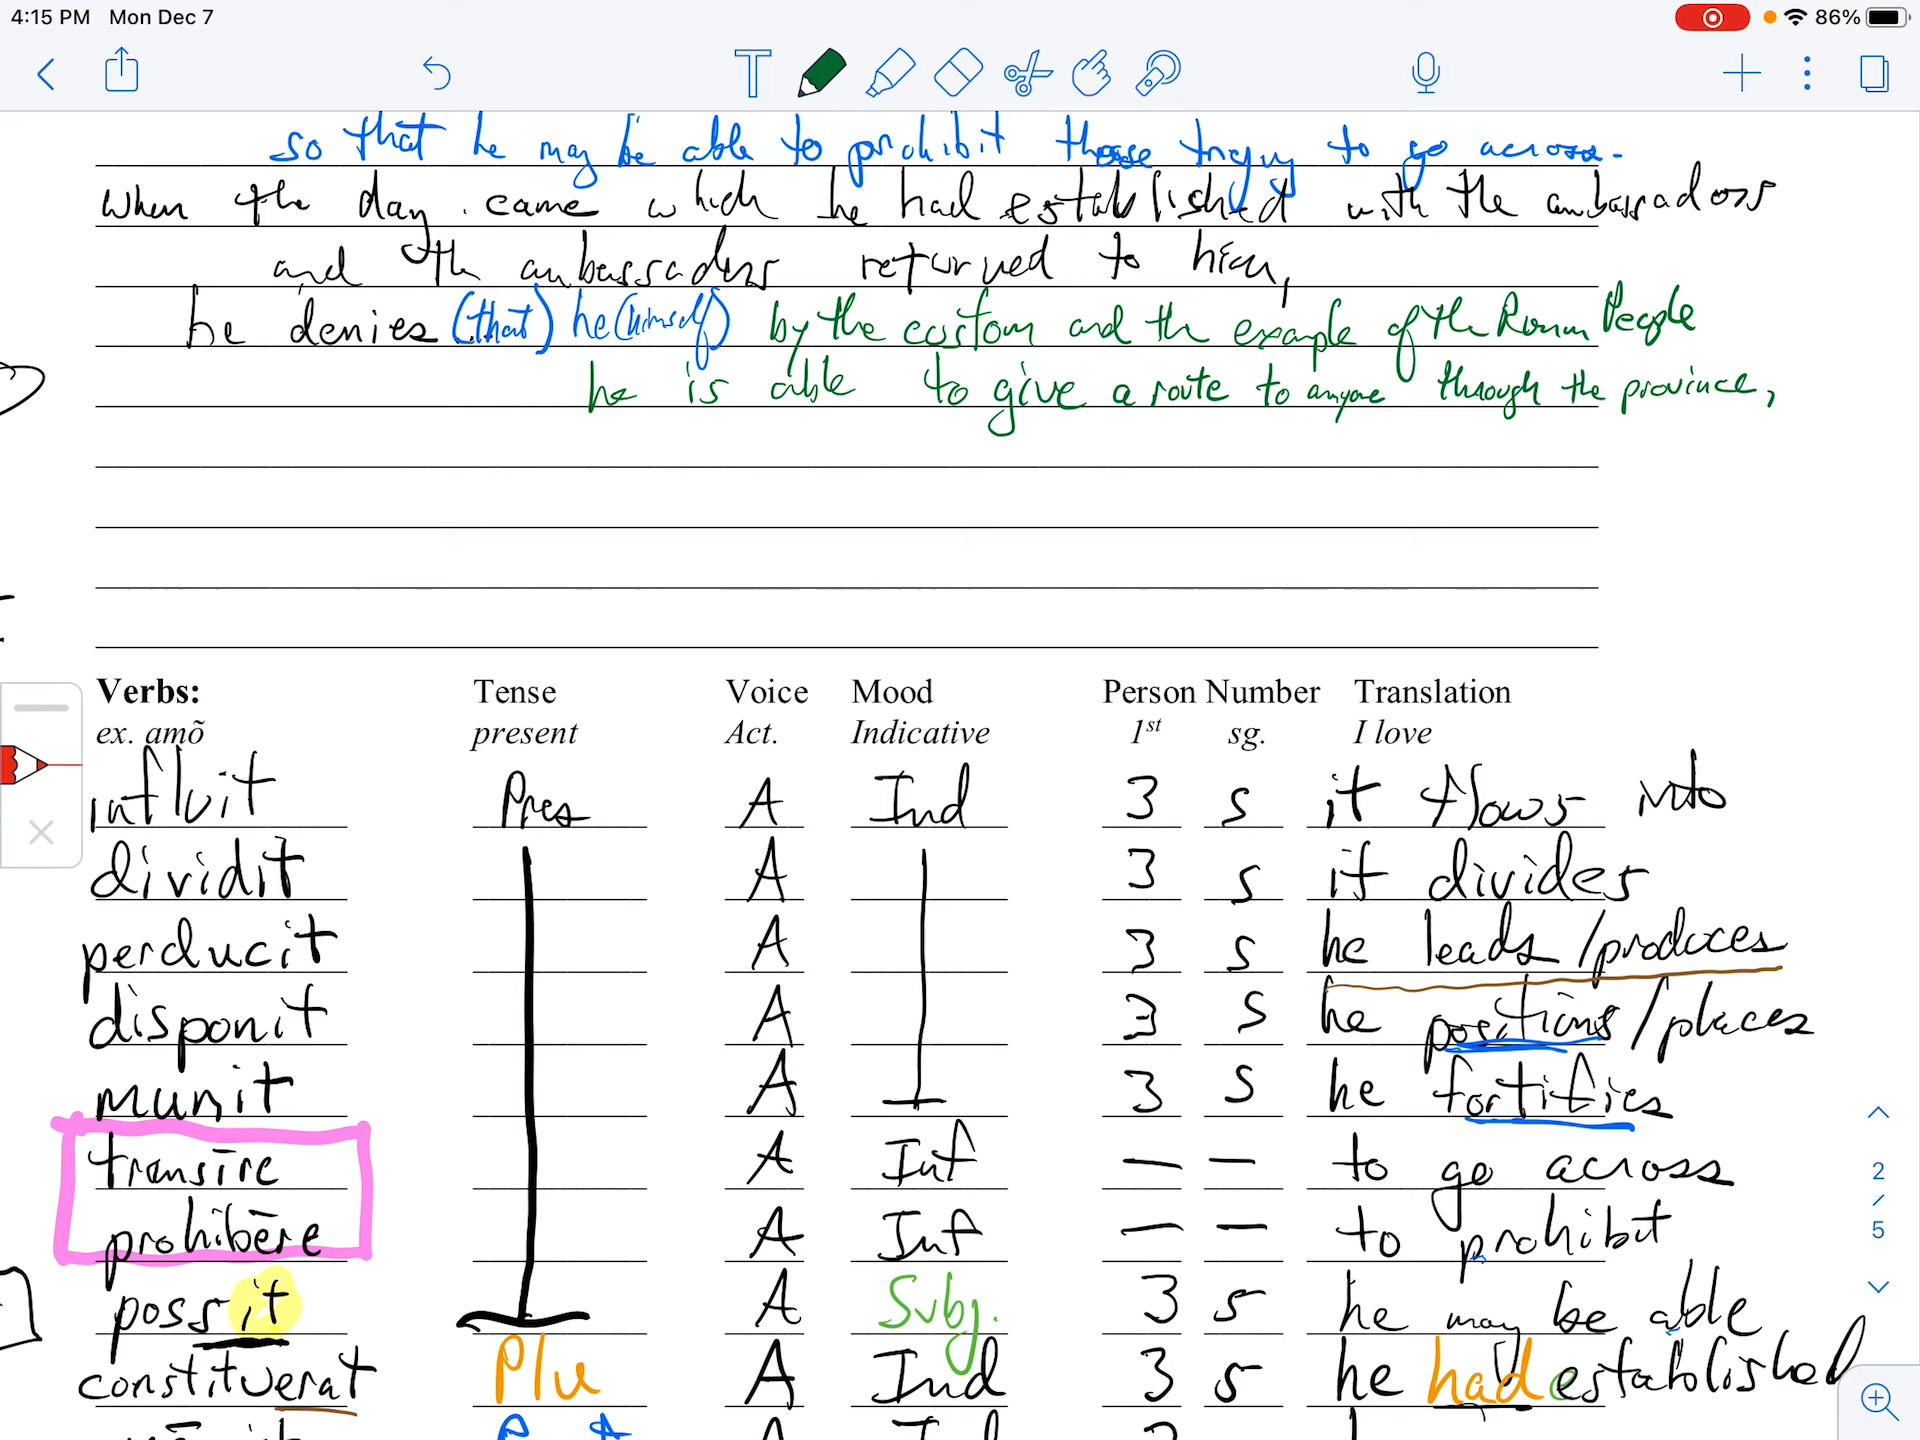 4:15 PM Mon Dec 7 86%
so that he may be able to prohibit those trying to go across.
When the day came which he had established with the ambassadors
and the ambassadors returned to him,
he denies (that) he (himself) by the custom and the example of the Roman People
he is able to give a route to anyone through the province,
Verbs: Tense Voice Mood Person Number Translation
ex. amõ present Act. Indicative 1st sg. I love
influit Pres A Ind 3 s it flows into
dividit A 3 s it divides
perducit A 3 s he leads/produces
disponit A 3 s he positions/places
munit A 3 s he fortifies
transīre A Inf — — to go across
prohibēre A Inf — — to prohibit
possit A Subj. 3 s he may be able
constituerat Plu A Ind 3 s he had established
2
/
5